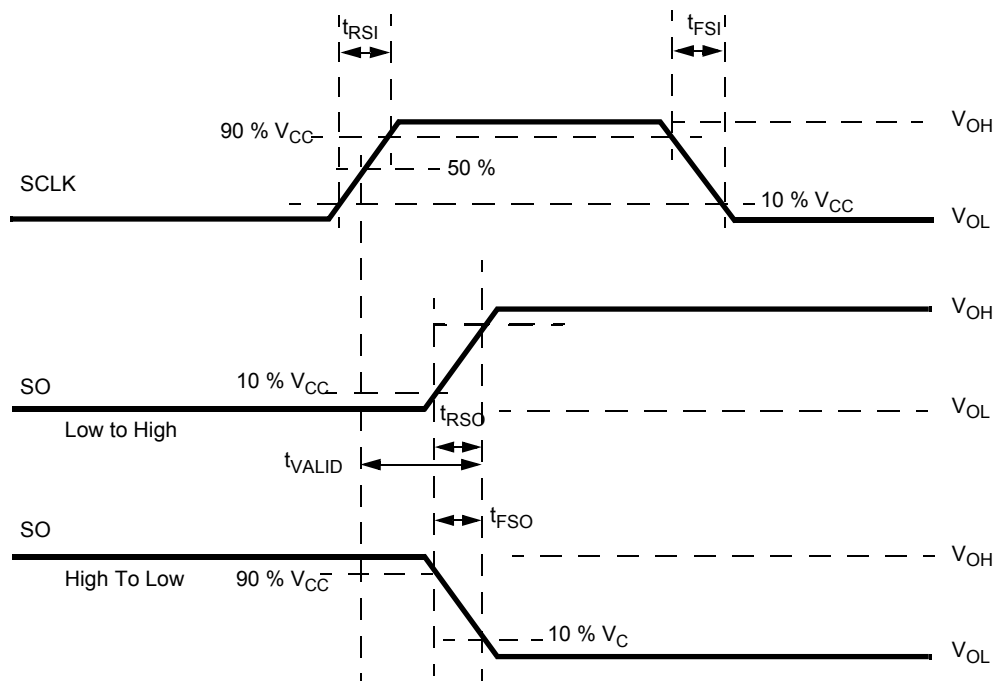 tRSI
tFSI
VOH
90 % VCC
50 %
SCLK
10 % VCC
VOL
VOH
10 % VCC
SO
tRSO
VOL
Low to High
tVALID
SO
tFSO
VOH
High To Low
90 % VCC
10 % VC
VOL